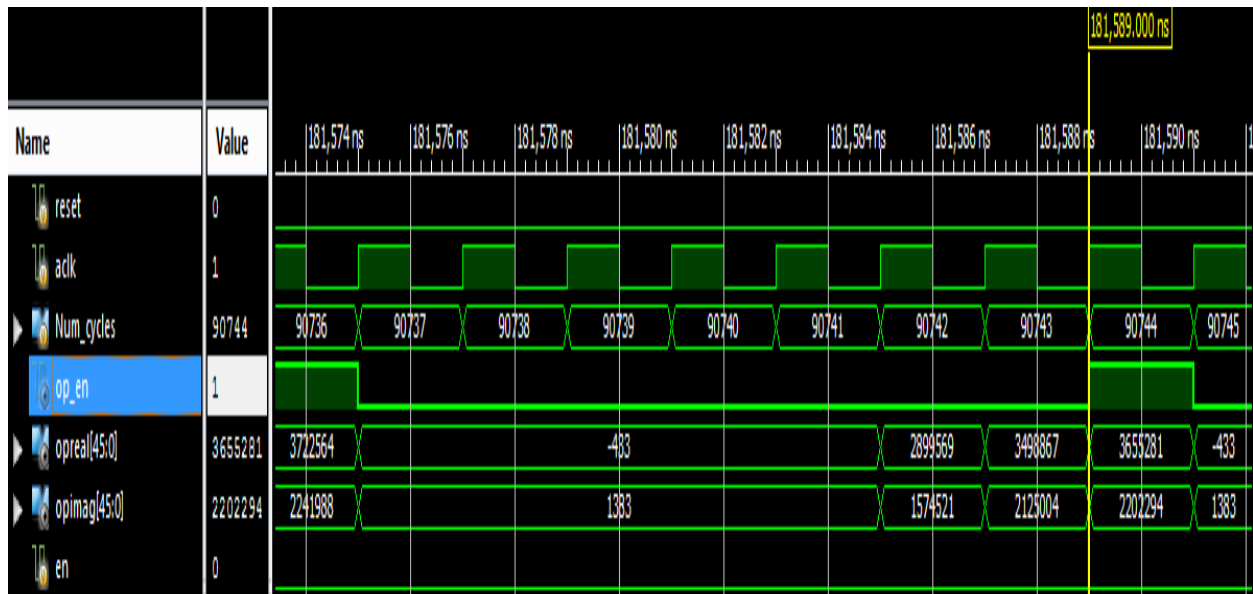 181,589.000 ns
Name Value |181,574 ns |181,576 ns |181,578 ns |181,580 ns |181,582 ns |181,584 ns |181,586 ns |181,588 ns |181,590 ns
reset 0
aclk 1
Num_cycles 90744 90736 90737 90738 90739 90740 90741 90742 90743 90744 90745
op_en 1
opreal[45:0] 3655281 3722564 -433 2899569 3498867 3655281 -433
opimag[45:0] 2202294 2241988 1383 1574521 2125004 2202294 1383
en 0